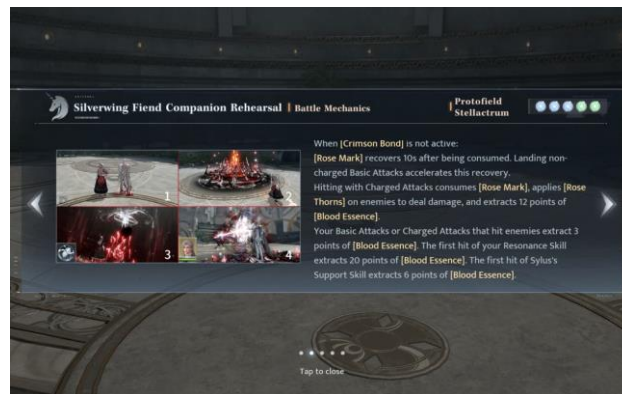 Silverwing Fiend Companion Rehearsal | Battle Mechanics
Protofield
Stellactrum
When [Crimson Bond] is not active:
[Rose Mark] recovers 10s after being consumed. Landing non-
charged Basic Attacks accelerates this recovery.
Hitting with Charged Attacks consumes [Rose Mark], applies [Rose
Thorns] on enemies to deal damage, and extracts 12 points of
[Blood Essence].
Your Basic Attacks or Charged Attacks that hit enemies extract 3
points of [Blood Essence]. The first hit of your Resonance Skill
extracts 20 points of [Blood Essence]. The first hit of Sylus's
Support Skill extracts 6 points of [Blood Essence].
1
2
3
4
Tap to close